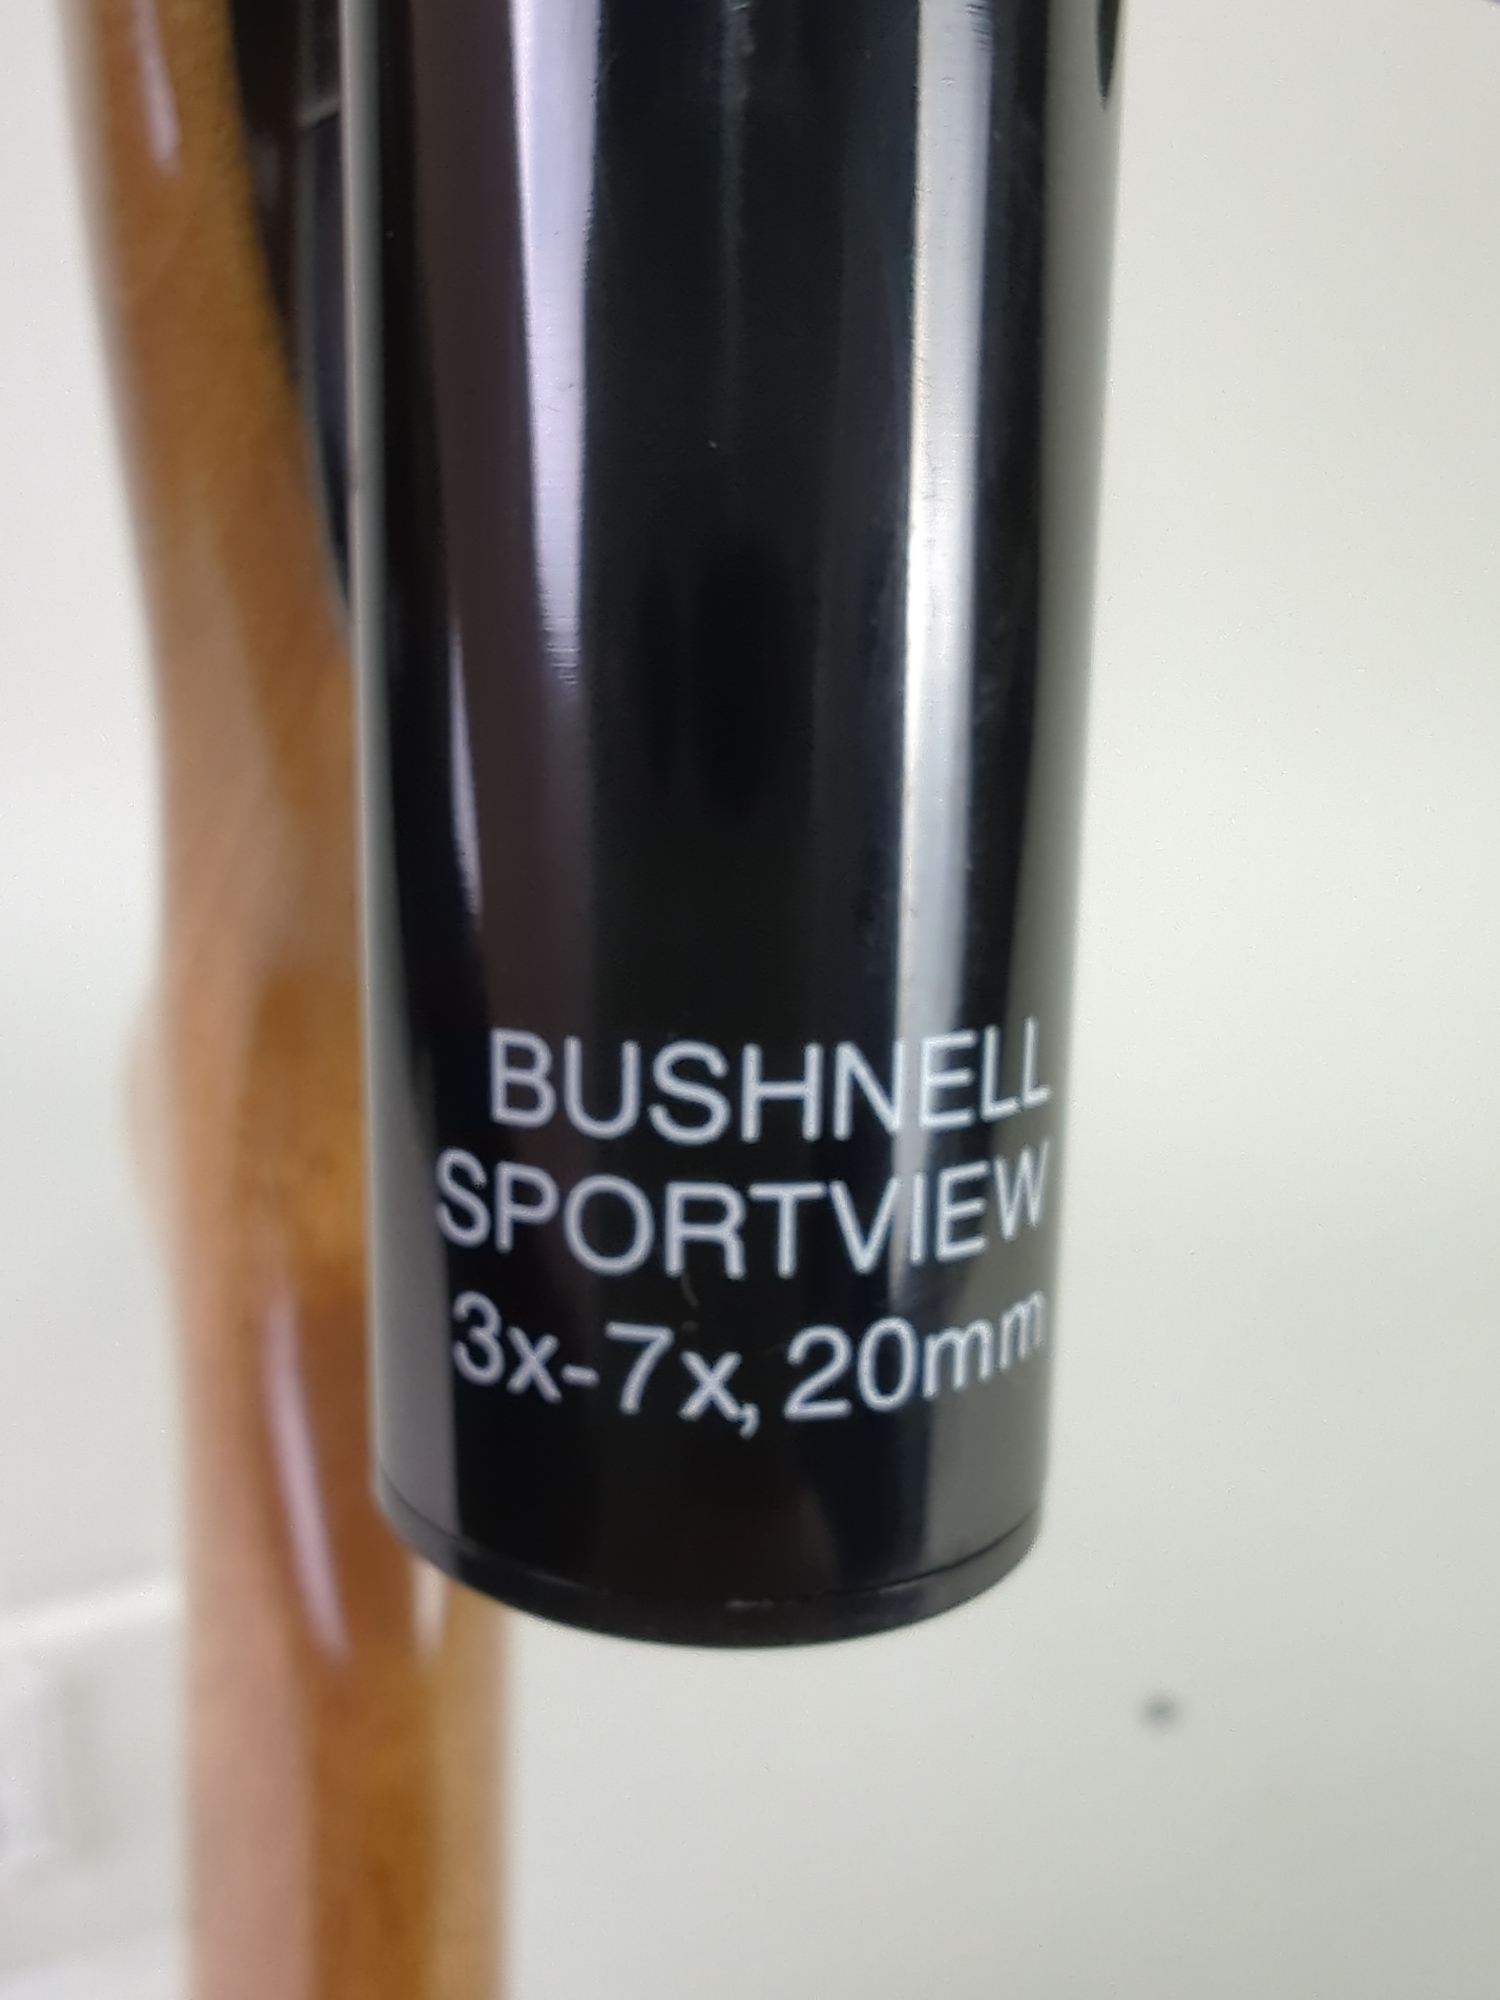 BUSHNELL
SPORTVIEW
3x-7x, 20mm